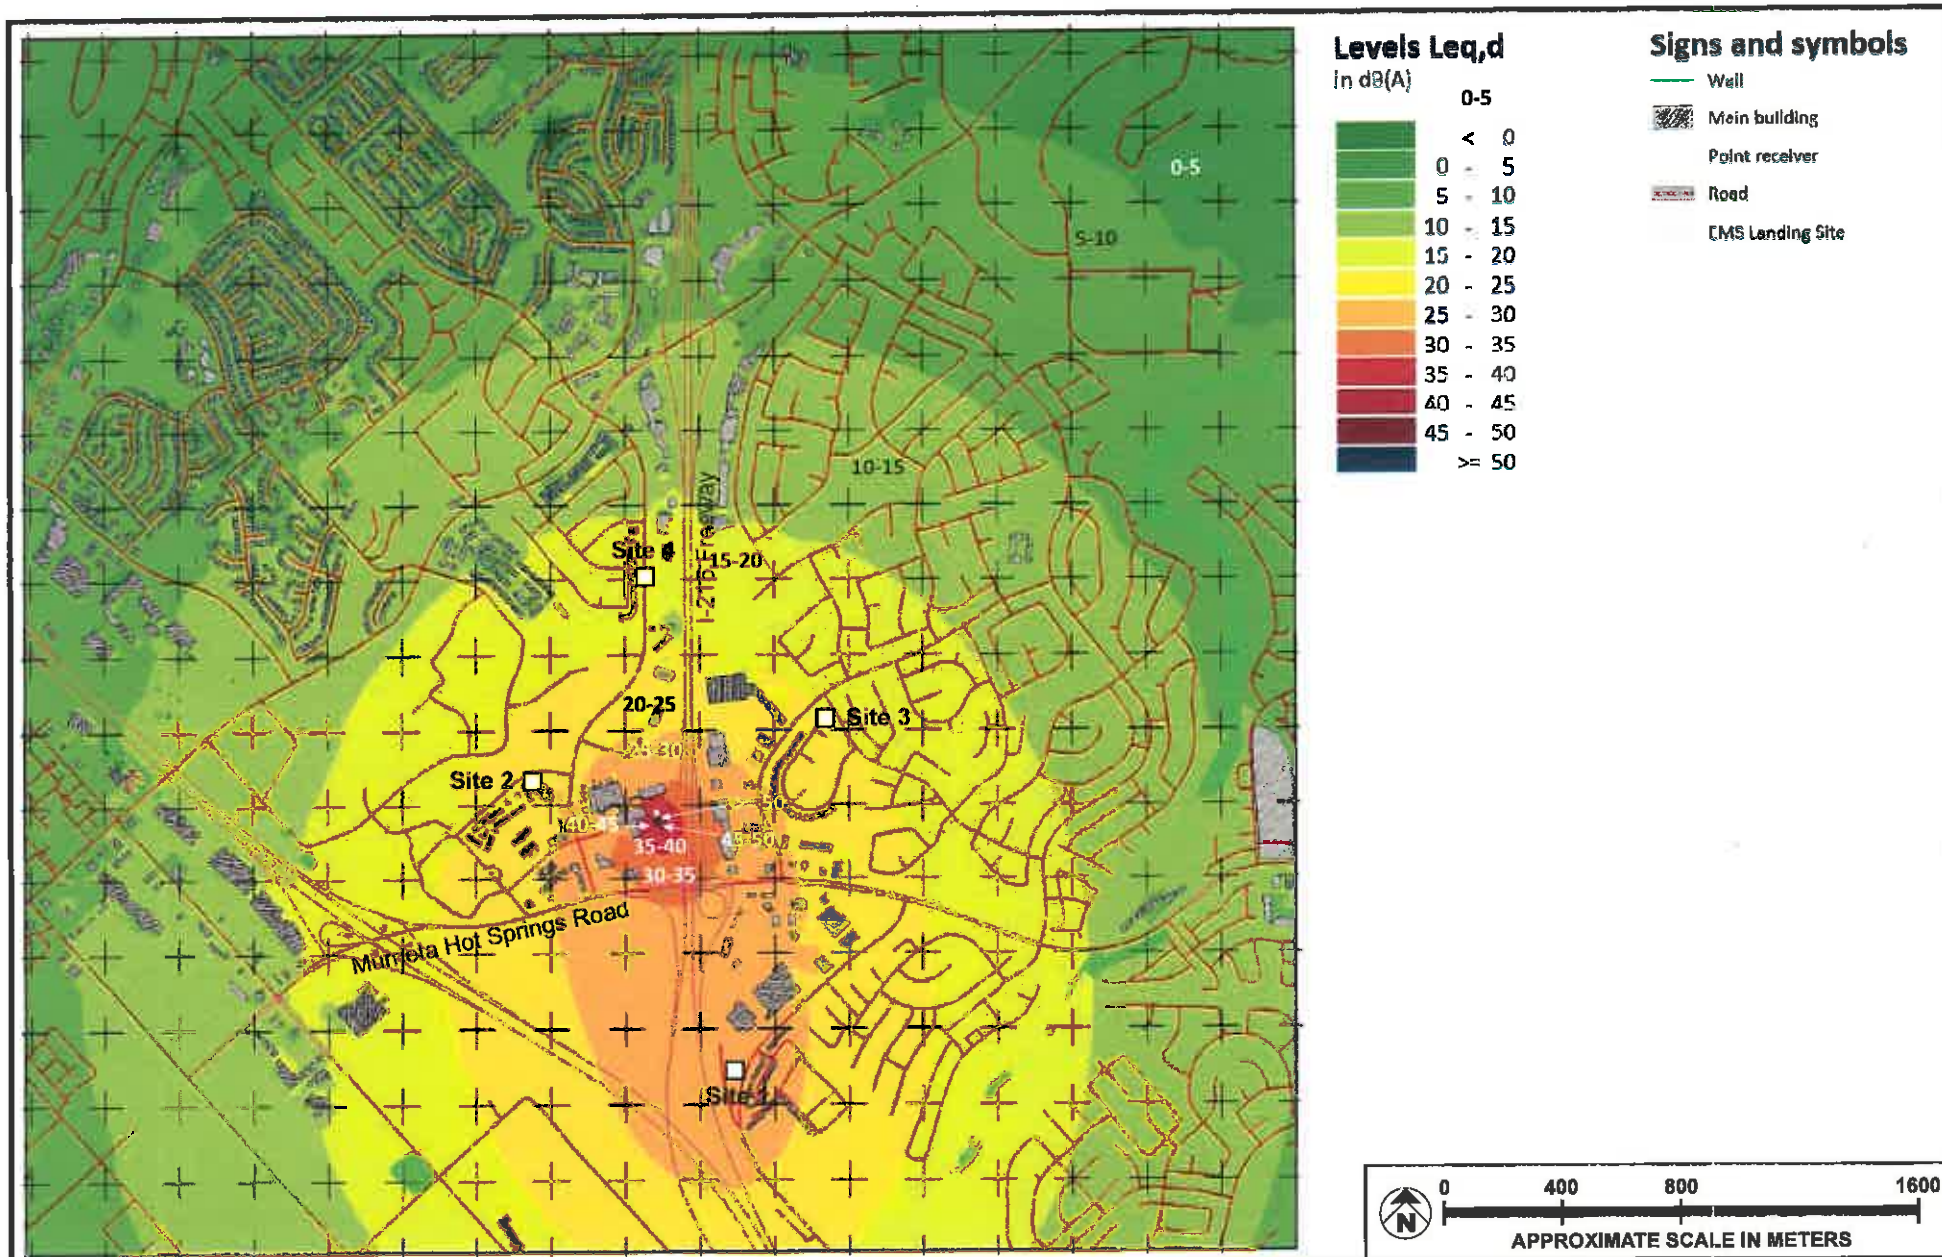 Levels Leq,d
in dB(A)
0-5
< 0
0 - 5
5 - 10
10 - 15
15 - 20
20 - 25
25 - 30
30 - 35
35 - 40
40 - 45
45 - 50
>= 50
Signs and symbols
Wall
Main building
Point receiver
Road
EMS Landing Site
0-5
5-10
10-15
I-215 Freeway
Site 4
15-20
20-25
Site 3
25-30
Site 2
40-45
45-50
35-40
30-35
Murrieta Hot Springs Road
Site 1
N
0 400 800 1600
APPROXIMATE SCALE IN METERS